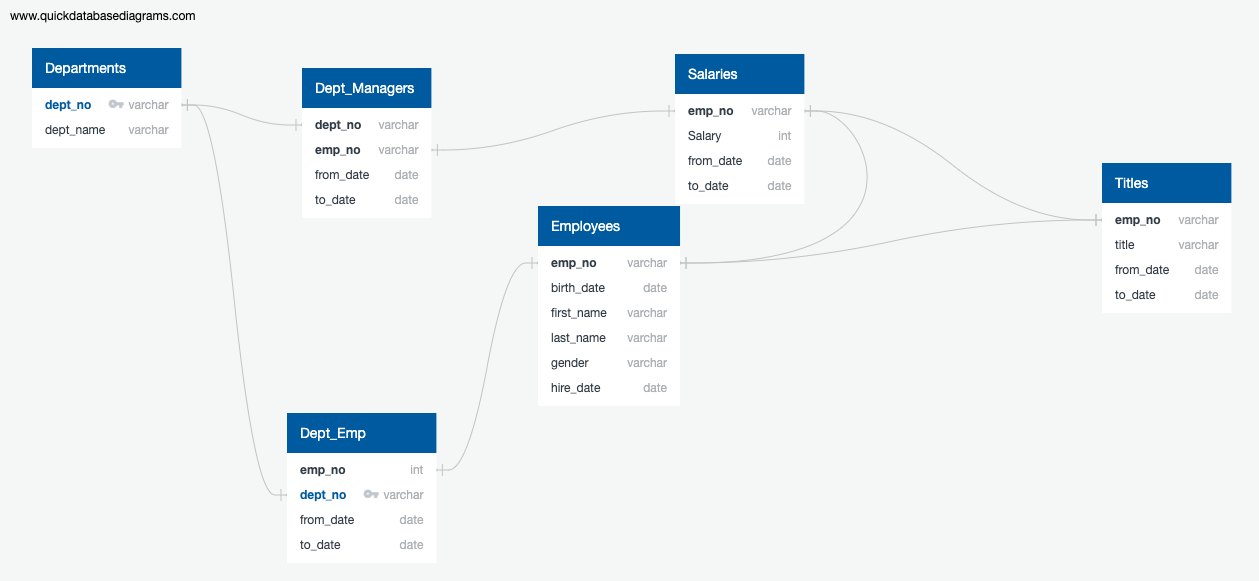 www.quickdatabasediagrams.com
Departments
dept_no varchar
dept_name varchar
Dept_Managers
dept_no varchar
emp_no varchar
from_date date
to_date date
Salaries
emp_no varchar
Salary int
from_date date
to_date date
Titles
emp_no varchar
title varchar
from_date date
to_date date
Employees
emp_no varchar
birth_date date
first_name varchar
last_name varchar
gender varchar
hire_date date
Dept_Emp
emp_no int
dept_no varchar
from_date date
to_date date